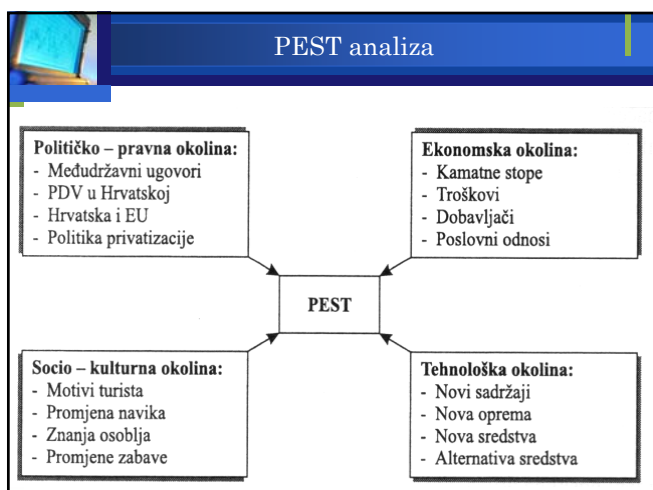 PEST analiza
Političko – pravna okolina:
- Međudržavni ugovori
- PDV u Hrvatskoj
- Hrvatska i EU
- Politika privatizacije
Ekonomska okolina:
- Kamatne stope
- Troškovi
- Dobavljači
- Poslovni odnosi
PEST
Socio – kulturna okolina:
- Motivi turista
- Promjena navika
- Znanja osoblja
- Promjene zabave
Tehnološka okolina:
- Novi sadržaji
- Nova oprema
- Nova sredstva
- Alternativa sredstva